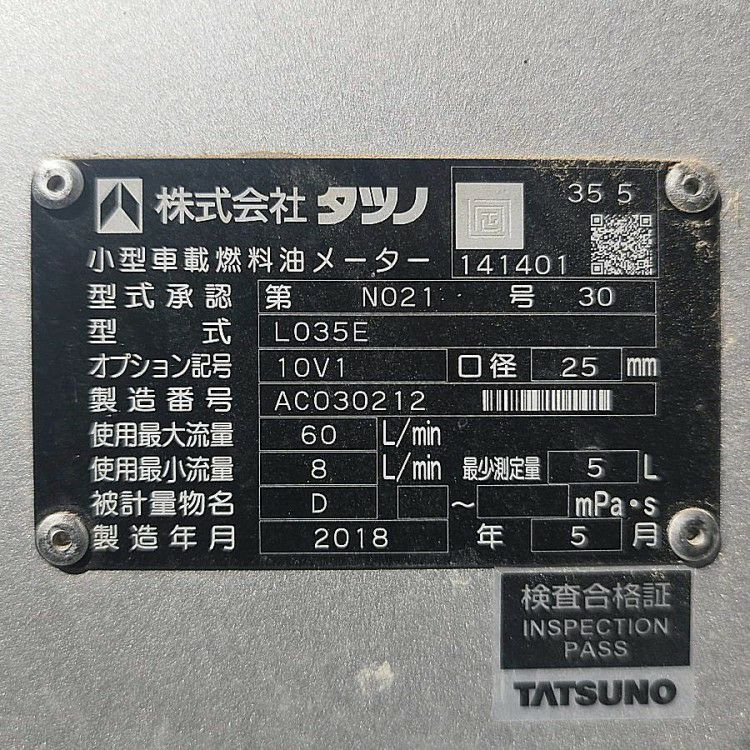 株式会社 タツノ
35 5
141401
小型車載燃料油メーター
型式承認 第 N021 号 30
型式 L035E
オプション記号 10V1 口径 25 mm
製造番号 AC030212
使用最大流量 60 L/min
使用最小流量 8 L/min 最少測定量 5 L
被計量物名 D ～ mPa・s
製造年月 2018 年 5 月
検査合格証
INSPECTION
PASS
TATSUNO